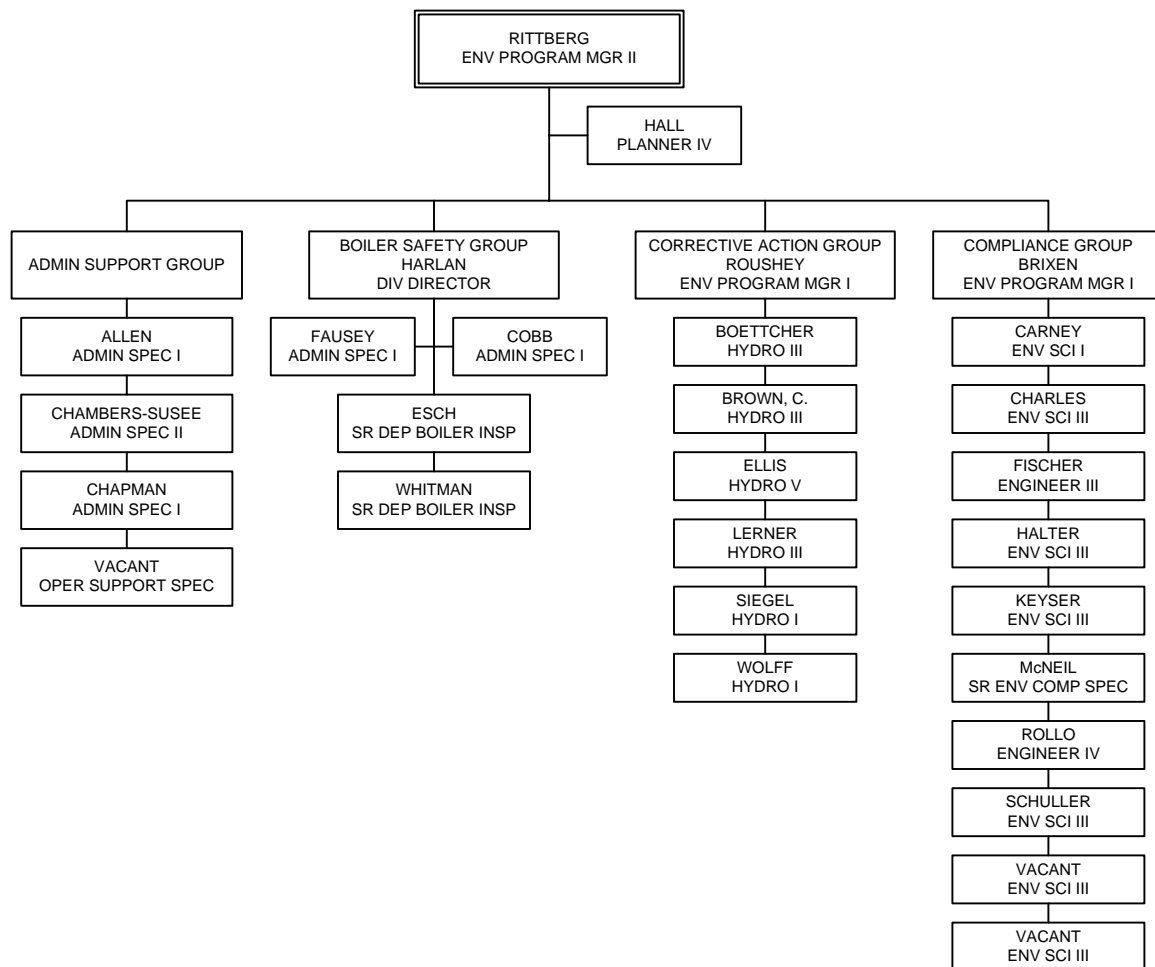 RITTBERG
ENV PROGRAM MGR II
HALL
PLANNER IV
ADMIN SUPPORT GROUP
BOILER SAFETY GROUP
HARLAN
DIV DIRECTOR
CORRECTIVE ACTION GROUP
ROUSHEY
ENV PROGRAM MGR I
COMPLIANCE GROUP
BRIXEN
ENV PROGRAM MGR I
ALLEN
ADMIN SPEC I
CHAMBERS-SUSEE
ADMIN SPEC II
CHAPMAN
ADMIN SPEC I
VACANT
OPER SUPPORT SPEC
FAUSEY
ADMIN SPEC I
COBB
ADMIN SPEC I
ESCH
SR DEP BOILER INSP
WHITMAN
SR DEP BOILER INSP
BOETTCHER
HYDRO III
BROWN, C.
HYDRO III
ELLIS
HYDRO V
LERNER
HYDRO III
SIEGEL
HYDRO I
WOLFF
HYDRO I
CARNEY
ENV SCI I
CHARLES
ENV SCI III
FISCHER
ENGINEER III
HALTER
ENV SCI III
KEYSER
ENV SCI III
McNEIL
SR ENV COMP SPEC
ROLLO
ENGINEER IV
SCHULLER
ENV SCI III
VACANT
ENV SCI III
VACANT
ENV SCI III